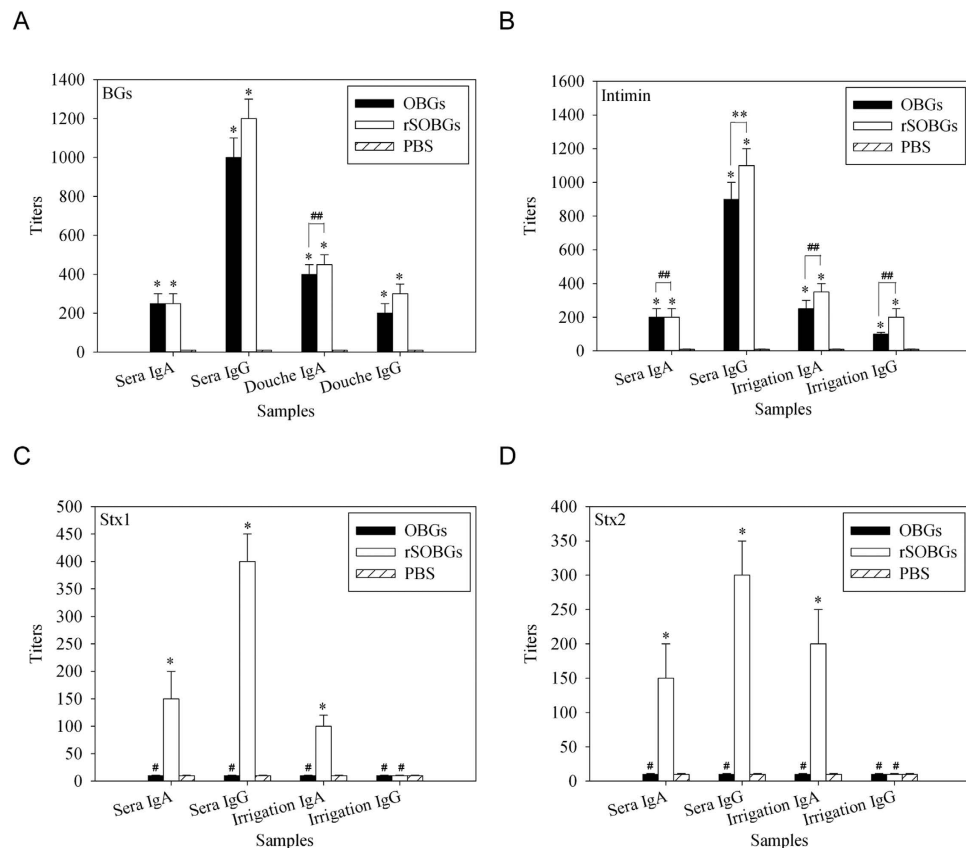 A
BGs
OBGs
rSOBGs
PBS
Titers
1400
1200
1000
800
600
400
200
0
* * * * ## * * * *
Sera IgA
Sera IgG
Douche IgA
Douche IgG
Samples
B
Intimin
OBGs
rSOBGs
PBS
Titers
1600
1400
1200
1000
800
600
400
200
0
## * * ** * * ## * * ## * *
Sera IgA
Sera IgG
Irrigation IgA
Irrigation IgG
Samples
C
Stx1
OBGs
rSOBGs
PBS
Titers
500
450
400
350
300
250
200
150
100
50
0
# * # * # * # #
Sera IgA
Sera IgG
Irrigation IgA
Irrigation IgG
Samples
D
Stx2
OBGs
rSOBGs
PBS
Titers
400
350
300
250
200
150
100
50
0
# * # * # * # #
Sera IgA
Sera IgG
Irrigation IgA
Irrigation IgG
Samples